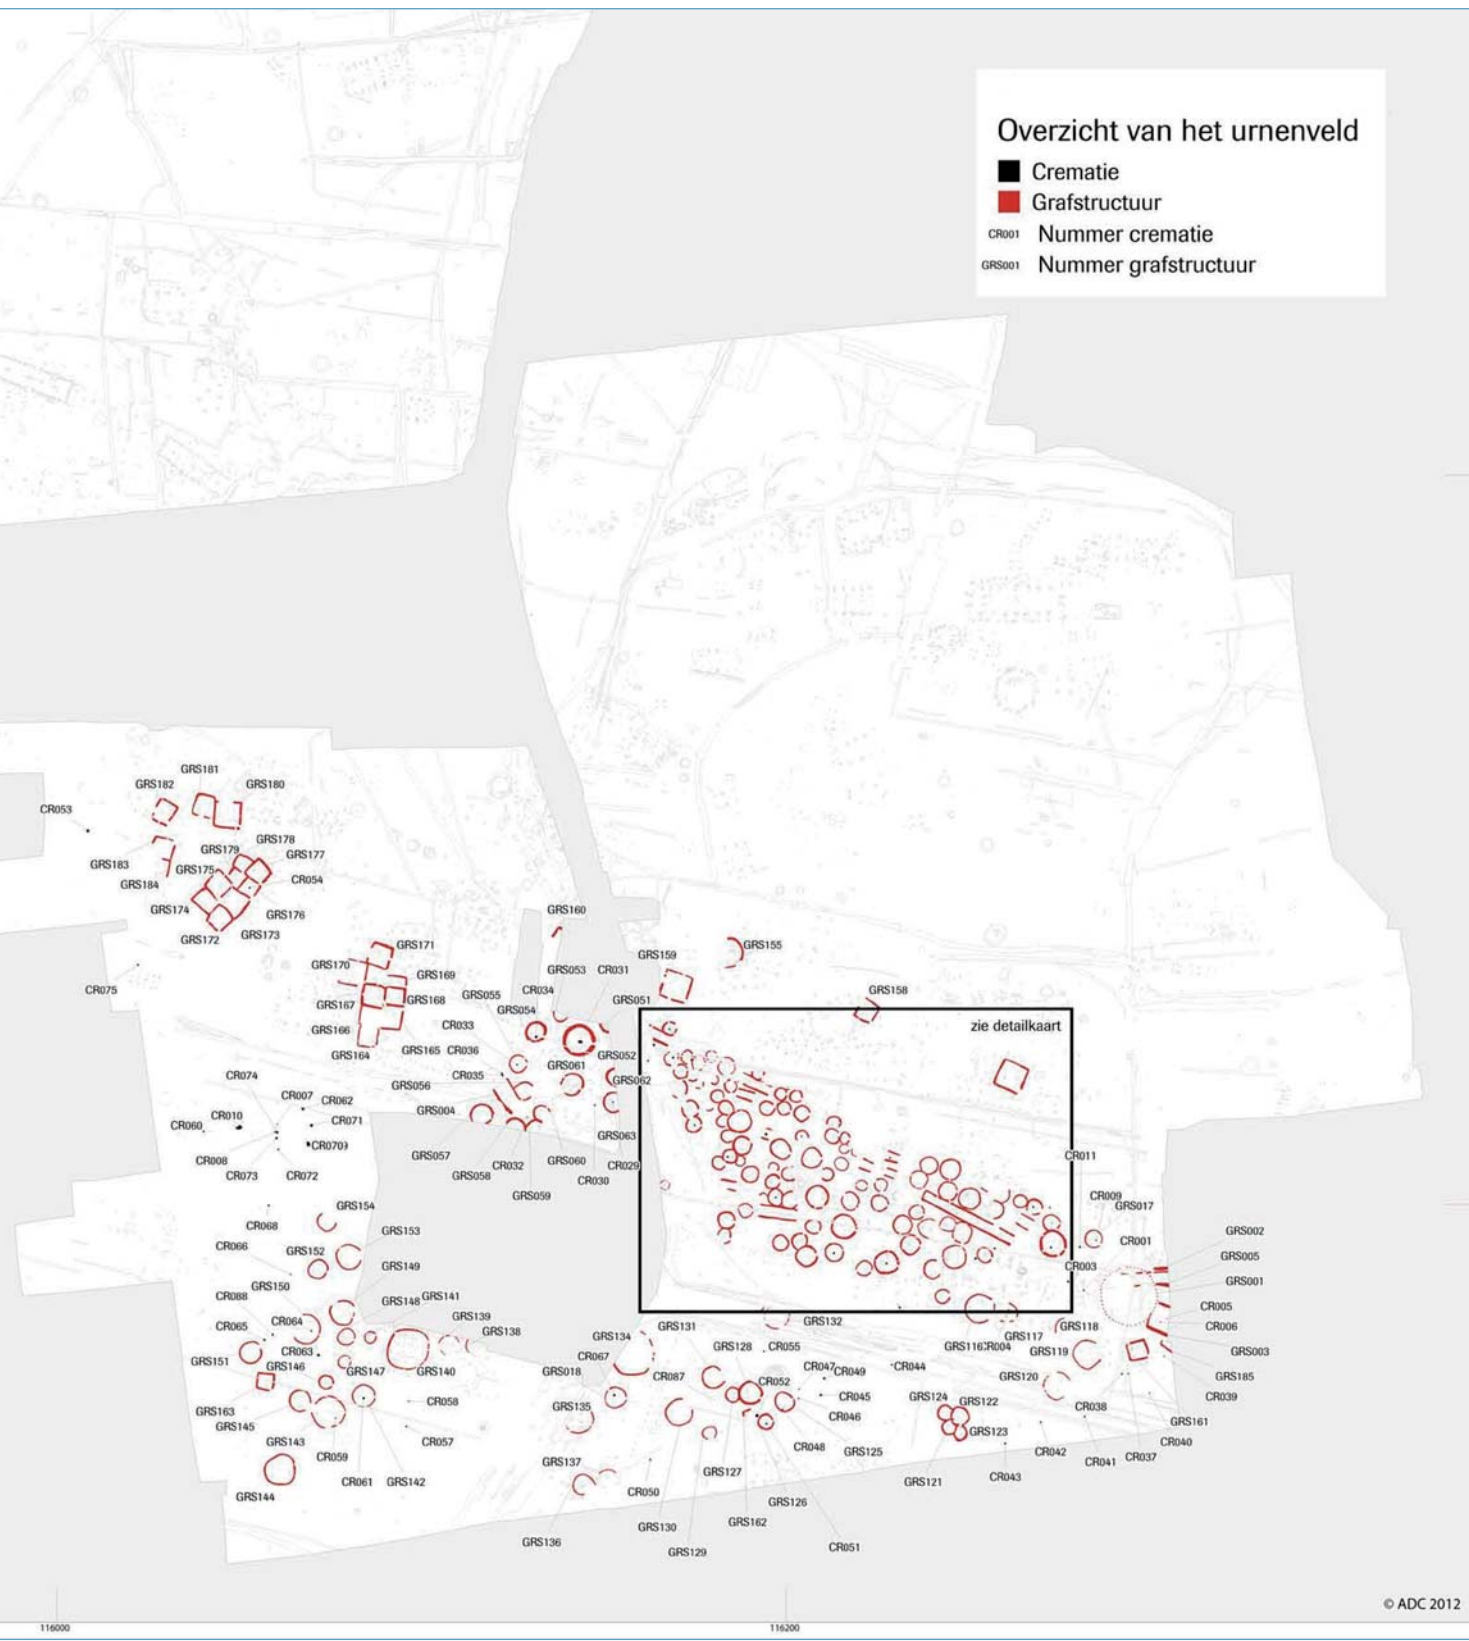 Overzicht van het urnenveld
Crematie
Grafstructuur
CR001 Nummer crematie
GRS001 Nummer grafstructuur
GRS181
GRS182
GRS180
CR053
GRS178
GRS179
GRS177
GRS183
GRS175
CR054
GRS184
GRS174
GRS176
GRS173
GRS172
GRS160
GRS171
GRS155
GRS159
GRS170
GRS053 CR031
GRS169
CR075
CR034
GRS158
GRS055
GRS168
GRS051
GRS167
GRS054
CR033
zie detailkaart
GRS166
GRS165 CR036
GRS164
GRS052
GRS061
CR074
CR035
GRS062
GRS056
CR007
CR062
GRS004
CR010
CR071
CR060
GRS063
CR070
GRS057
CR011
CR008
CR032
GRS060
CR029
CR073
CR072
GRS058
CR030
GRS059
CR009
GRS154
GRS017
CR068
GRS153
GRS002
CR066
GRS152
CR001
GRS005
GRS149
CR003
GRS150
GRS001
CR088
GRS148
GRS141
CR005
GRS139
CR064
GRS132
CR065
GRS138
GRS131
GRS118
CR006
GRS134
GRS117
GRS128
CR055
GRS116
CR004
GRS119
GRS003
CR063
CR067
GRS151
GRS146
GRS147
GRS140
GRS018
CR087
CR047
CR049
CR044
GRS185
CR052
GRS120
CR045
GRS124
GRS122
CR039
CR058
GRS135
CR038
GRS163
CR046
GRS161
GRS145
GRS123
GRS143
CR057
CR048
GRS125
CR042
CR040
CR059
GRS137
CR041
CR037
GRS127
CR043
CR061
GRS142
GRS121
CR050
GRS144
GRS126
GRS130
GRS162
GRS136
GRS129
CR051
© ADC 2012
116000
116200